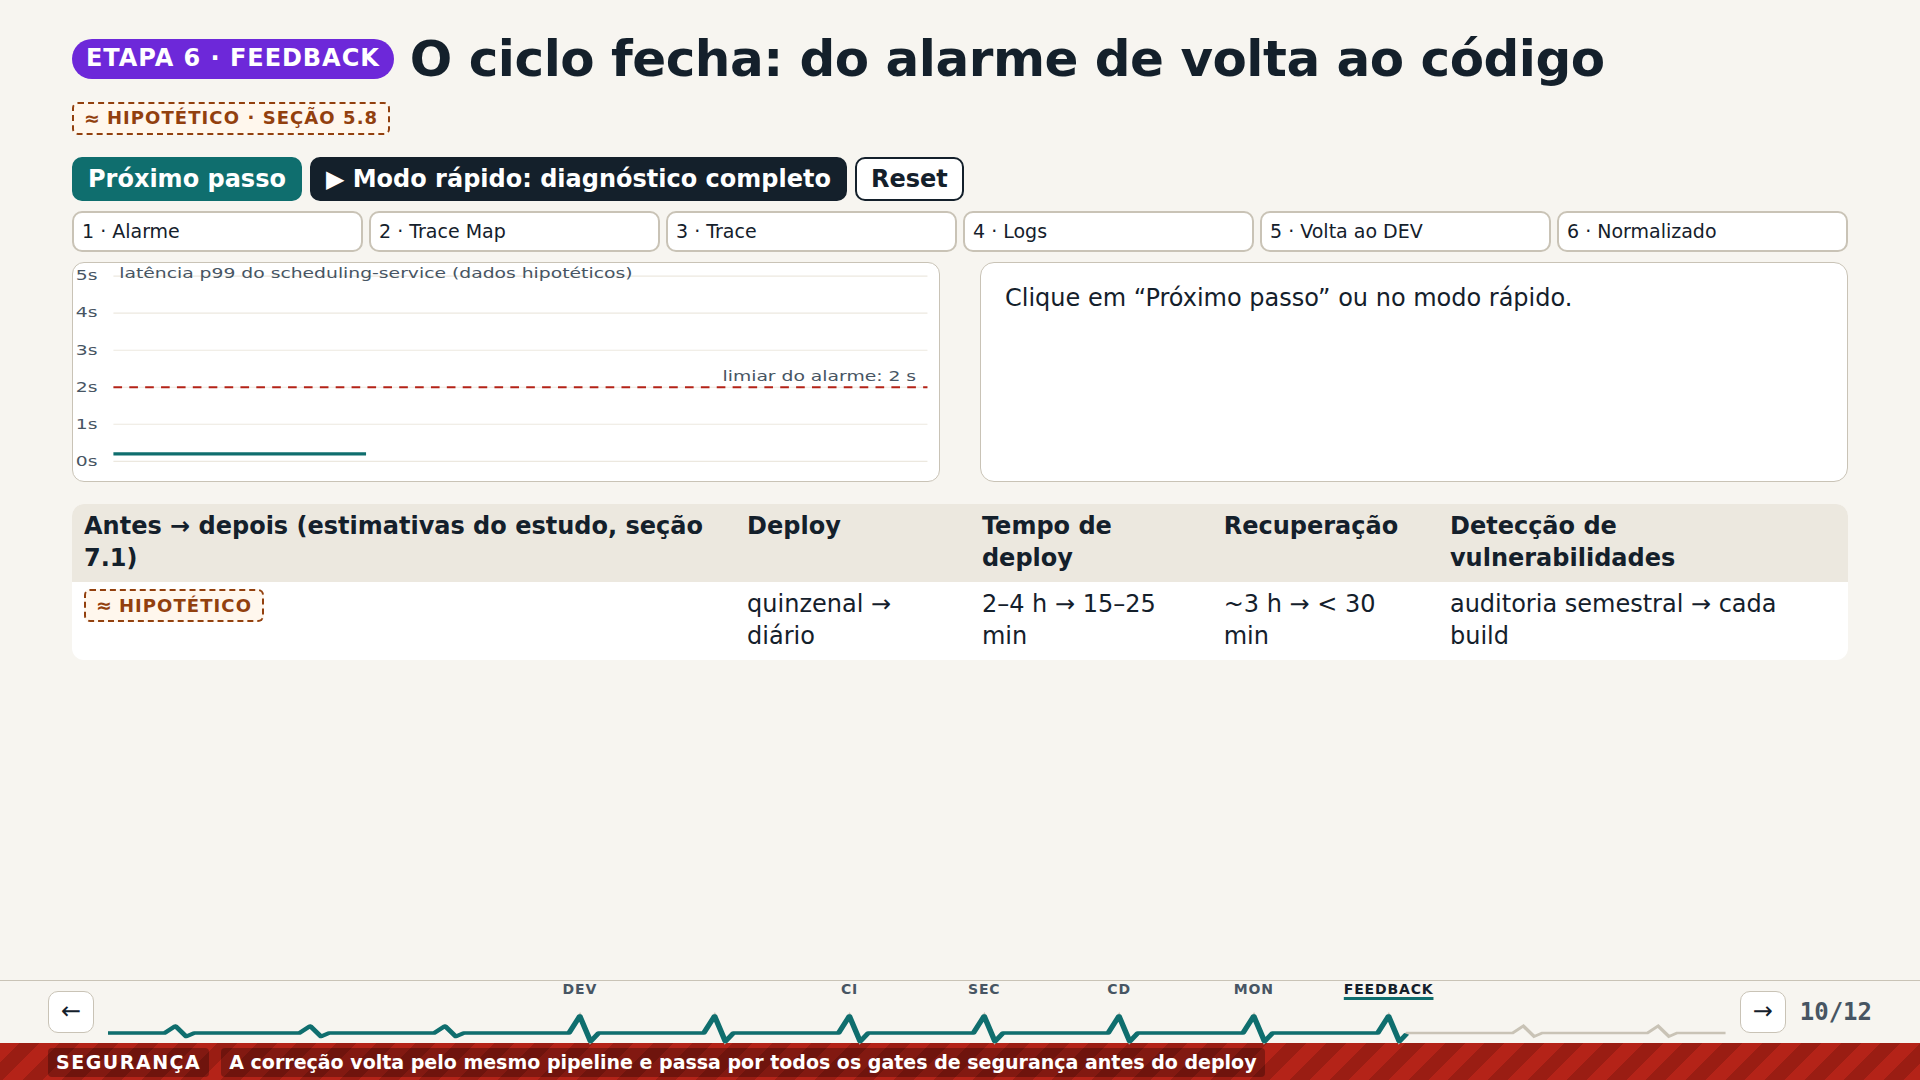 ETAPA 6 · FEEDBACK O ciclo fecha: do alarme de volta ao código
≈ HIPOTÉTICO · SEÇÃO 5.8
Próximo passo ▶ Modo rápido: diagnóstico completo Reset
1 · Alarme 2 · Trace Map 3 · Trace 4 · Logs 5 · Volta ao DEV 6 · Normalizado
latência p99 do scheduling-service (dados hipotéticos)
5s
4s
3s
2s
1s
0s
limiar do alarme: 2 s
Clique em “Próximo passo” ou no modo rápido.
Antes → depois (estimativas do estudo, seção
7.1)
Deploy
Tempo de
deploy
Recuperação
Detecção de
vulnerabilidades
≈ HIPOTÉTICO
quinzenal →
diário
2–4 h → 15–25
min
~3 h → < 30
min
auditoria semestral → cada
build
← DEV CI SEC CD MON FEEDBACK → 10/12
SEGURANÇA A correção volta pelo mesmo pipeline e passa por todos os gates de segurança antes do deploy